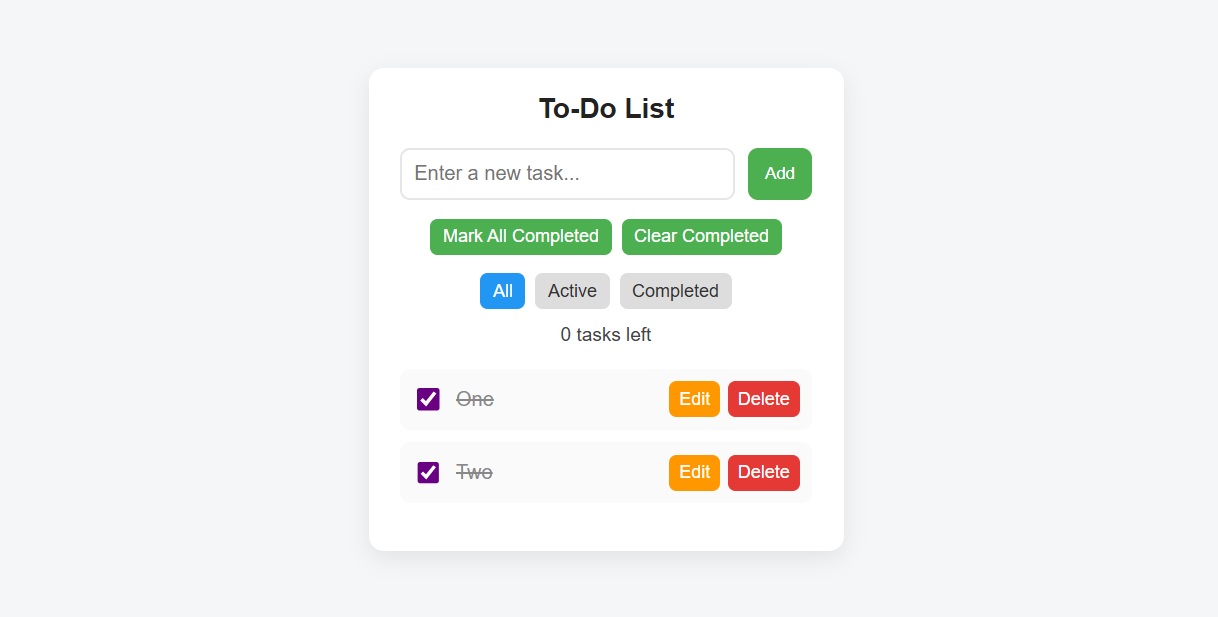 To-Do List
Enter a new task... Add
Mark All Completed Clear Completed
All Active Completed
0 tasks left
One Edit Delete
Two Edit Delete